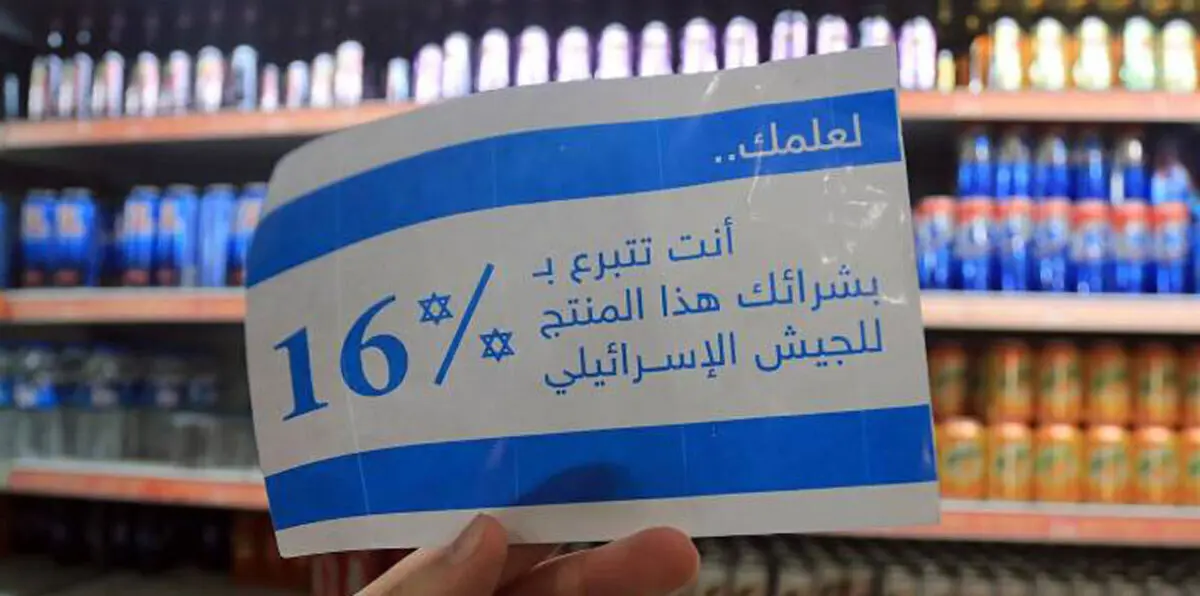 لعلمك..
أنت تتبرع بـ
بشرائك هذا المنتج
للجيش الإسرائيلي
16%